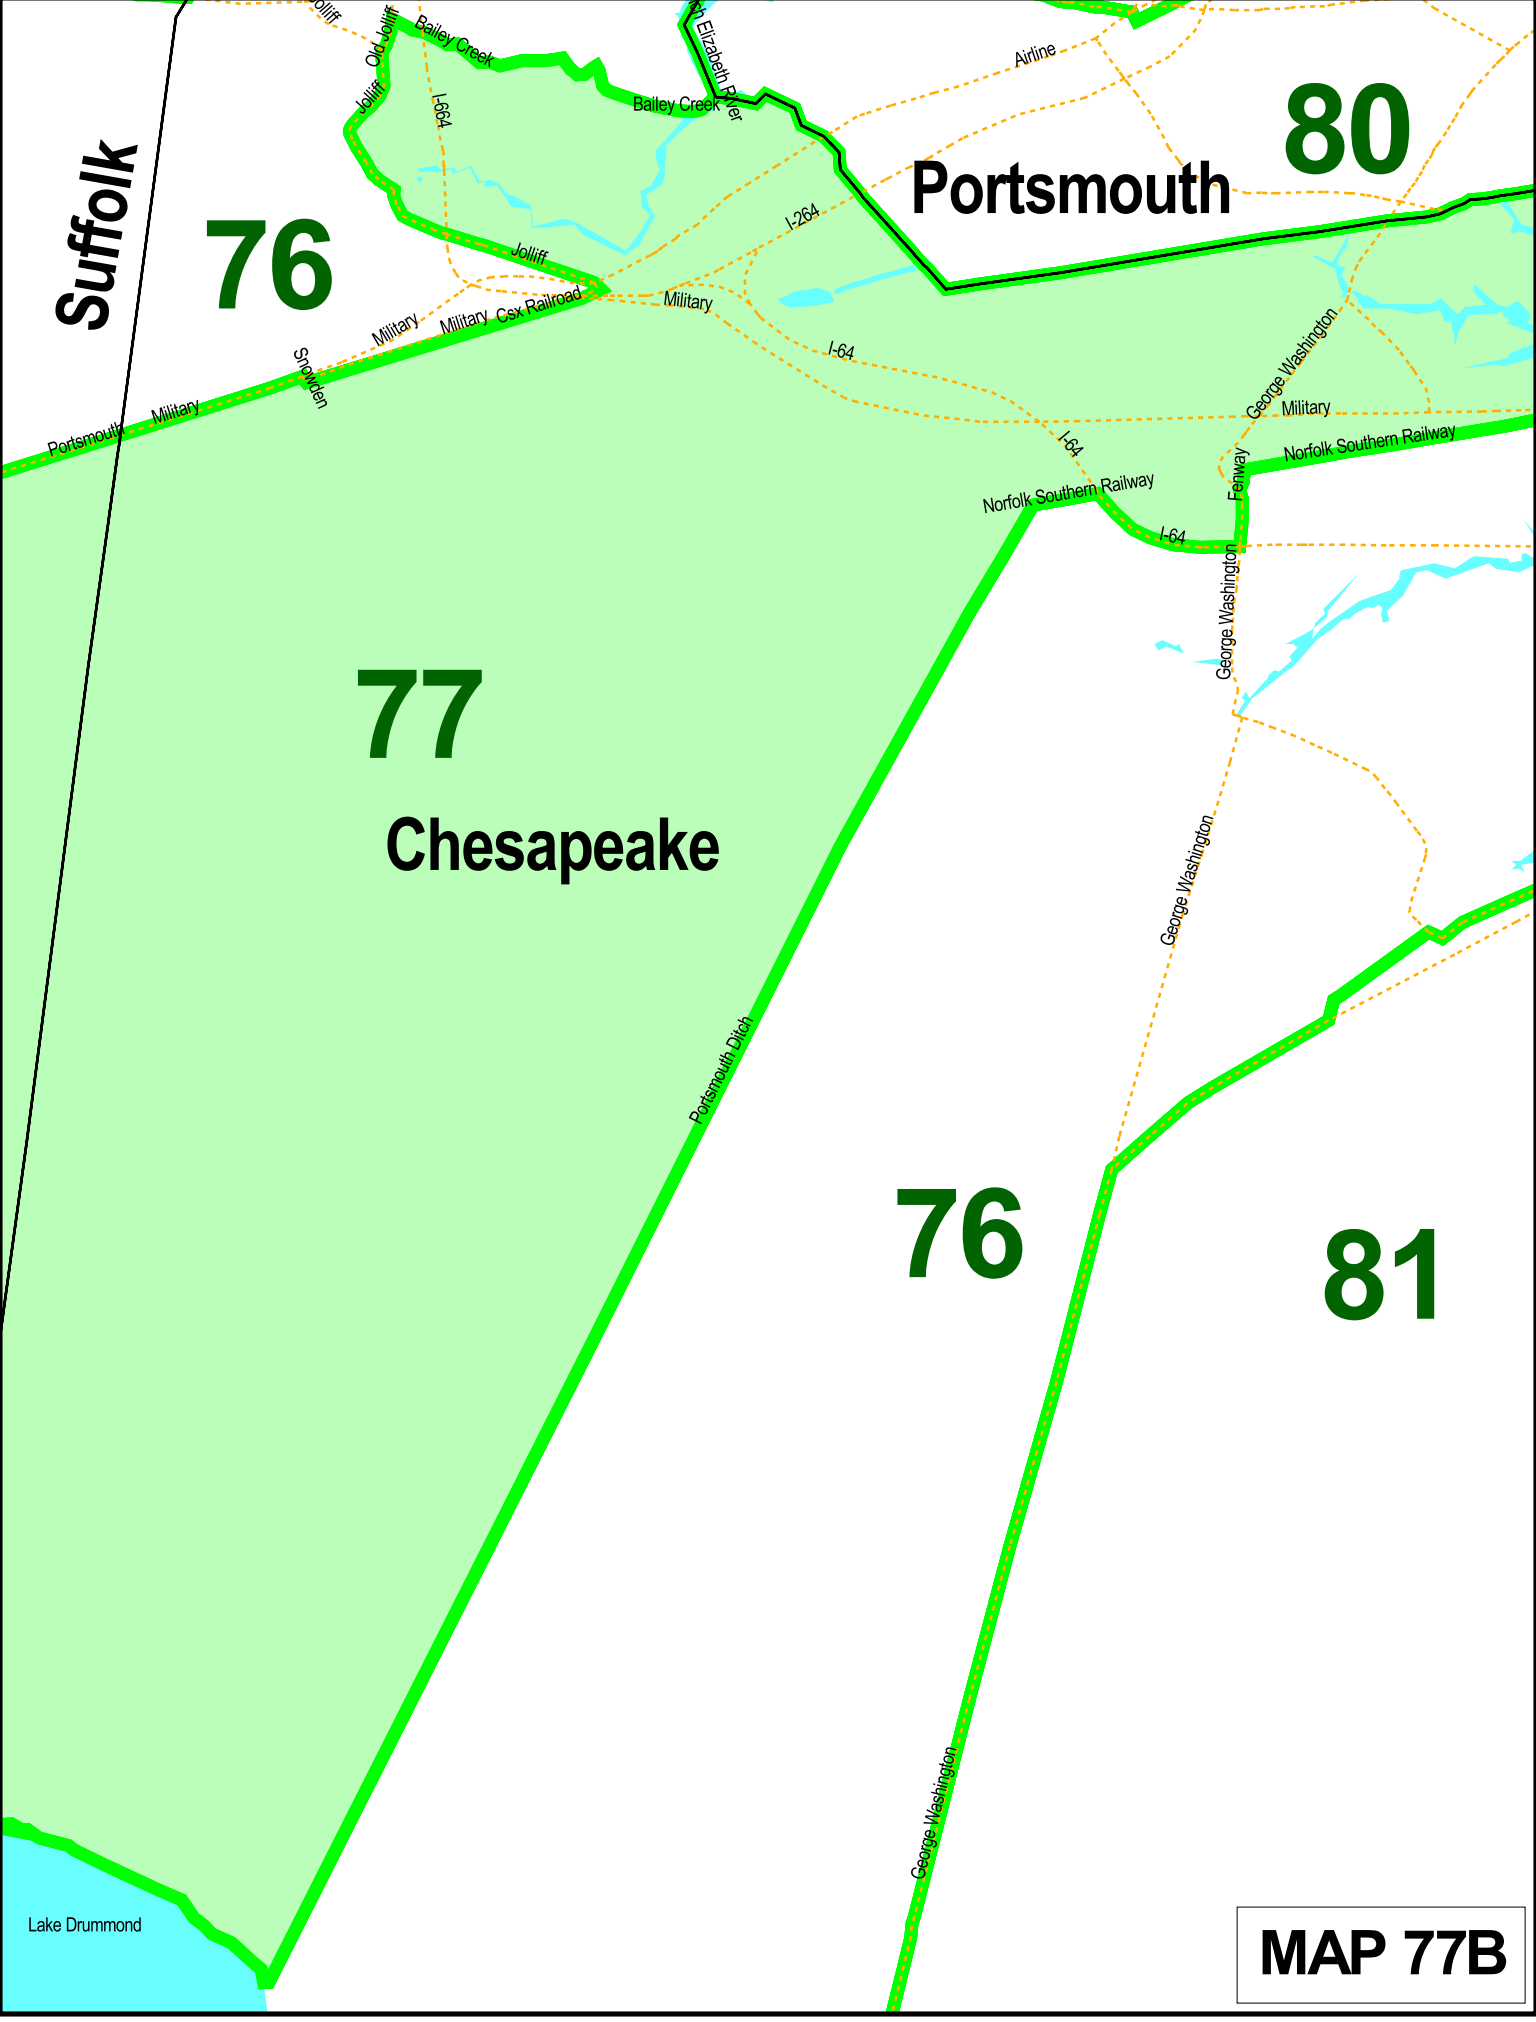 Jolliff
Old Jolliff
Bailey Creek
Jolliff
I-664
Bailey Creek
ch Elizabeth River
Airline
80
Portsmouth
Suffolk
76
I-264
Jolliff
Military
Military
Csx Railroad
Military
Snowden
I-64
George Washington
Military
Portsmouth
Military
I-64
Norfolk Southern Railway
Fenway
Norfolk Southern Railway
I-64
George Washington
77
Chesapeake
George Washington
Portsmouth Ditch
76
81
George Washington
Lake Drummond
MAP 77B